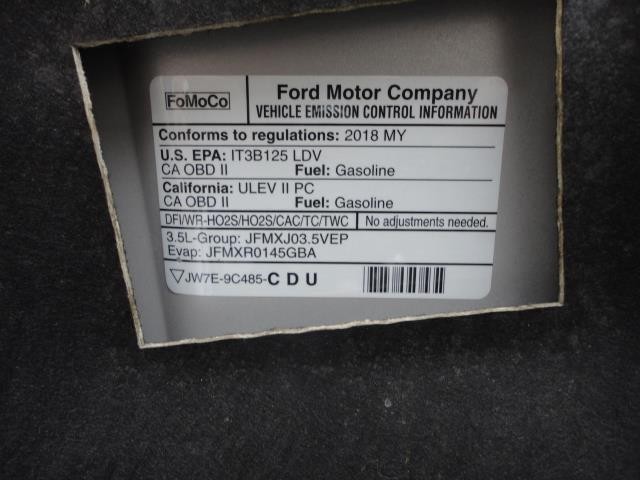 FoMoCo
Ford Motor Company
VEHICLE EMISSION CONTROL INFORMATION
Conforms to regulations: 2018 MY
U.S. EPA: IT3B125 LDV
CA OBD II Fuel: Gasoline
California: ULEV II PC
CA OBD II Fuel: Gasoline
DFI/WR-HO2S/HO2S/CAC/TC/TWC No adjustments needed.
3.5L-Group: JFMXJ03.5VEP
Evap: JFMXR0145GBA
JW7E-9C485-C D U